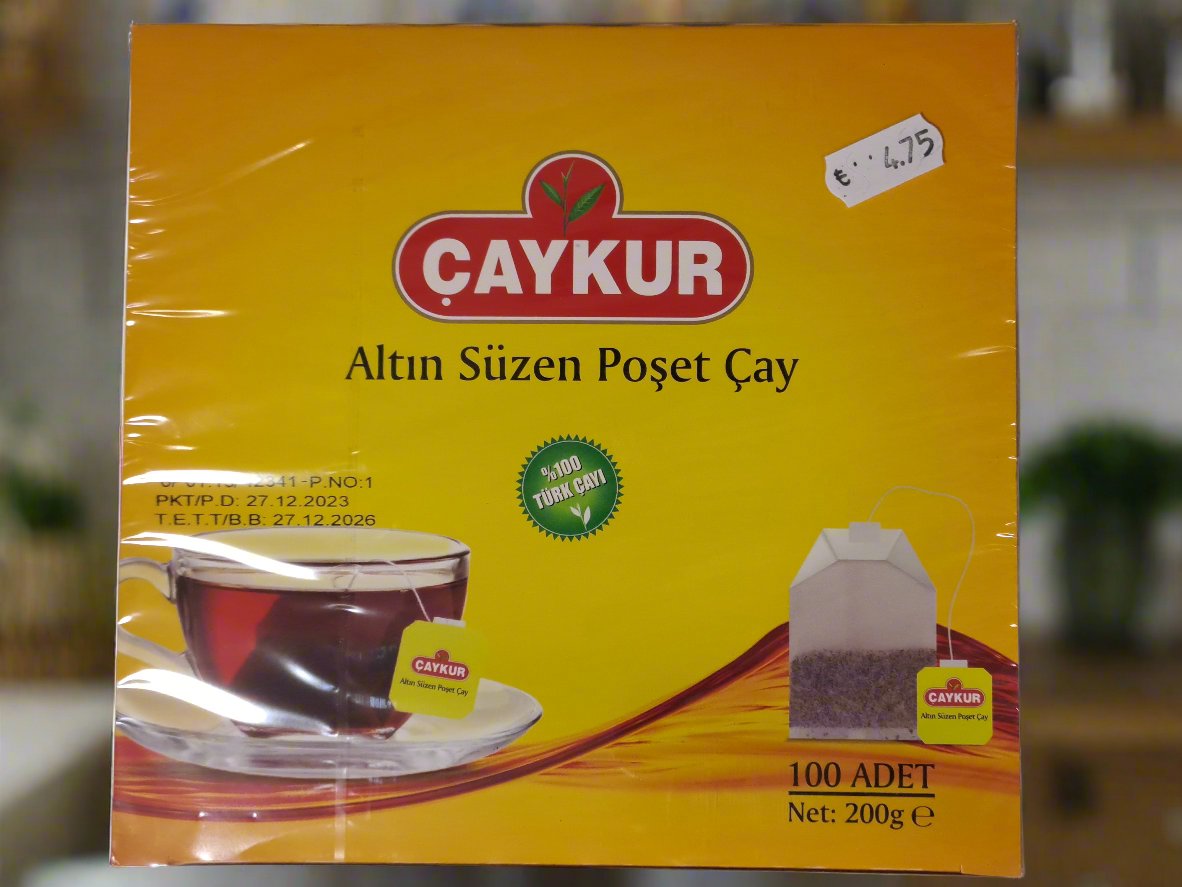 € 4.75
ÇAYKUR
Altın Süzen Poşet Çay
%100
TÜRK ÇAYI
12341-P.NO:1
PKT/P.D: 27.12.2023
T.E.T.T/B.B: 27.12.2026
ÇAYKUR
Altın Süzen Poşet Çay
ÇAYKUR
Altın Süzen Poşet Çay
100 ADET
Net: 200g ℮